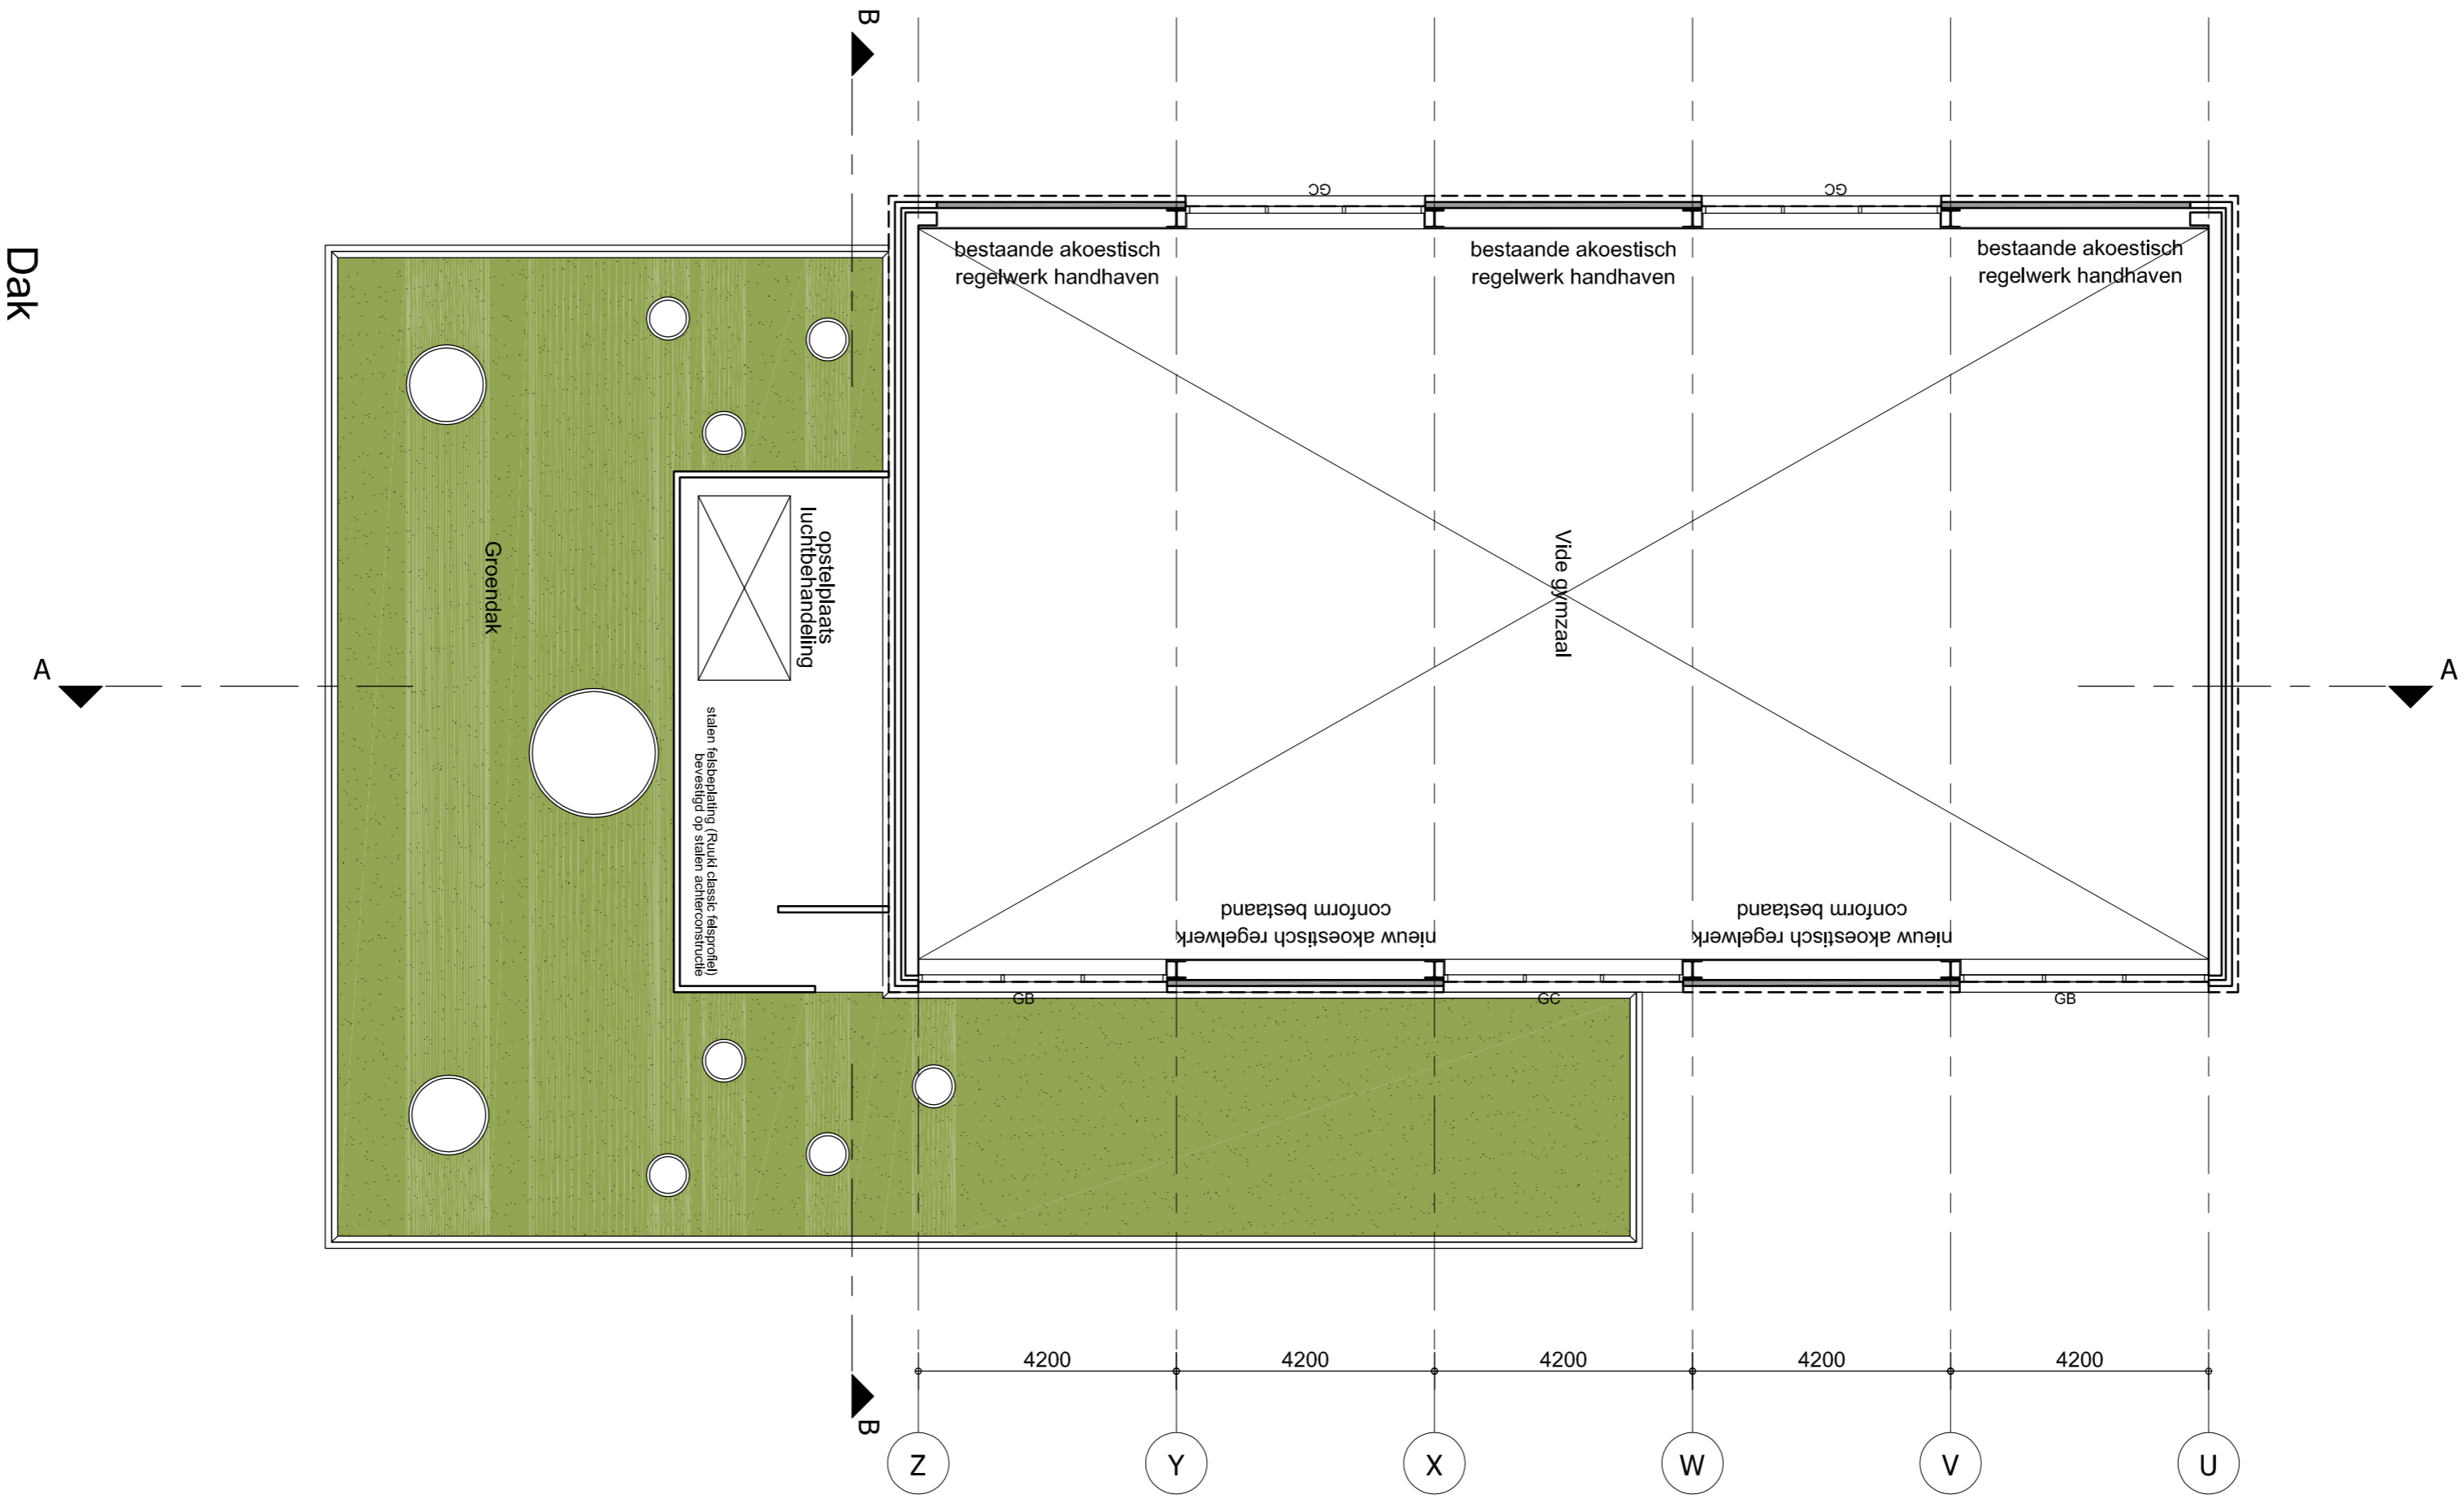 B
GC
GC
bestaande akoestisch
regelwerk handhaven
bestaande akoestisch
regelwerk handhaven
bestaande akoestisch
regelwerk handhaven
Dak
Groendak
opstelplaats
luchtbehandeling
Vide gymzaal
A
A
stalen felsbeplating (Ruuki classic felsprofiel)
bevestigd op stalen achterconstructie
nieuw akoestisch regelwerk
conform bestaand
nieuw akoestisch regelwerk
conform bestaand
GB
GC
GB
4200
4200
4200
4200
4200
B
Z
Y
X
W
V
U